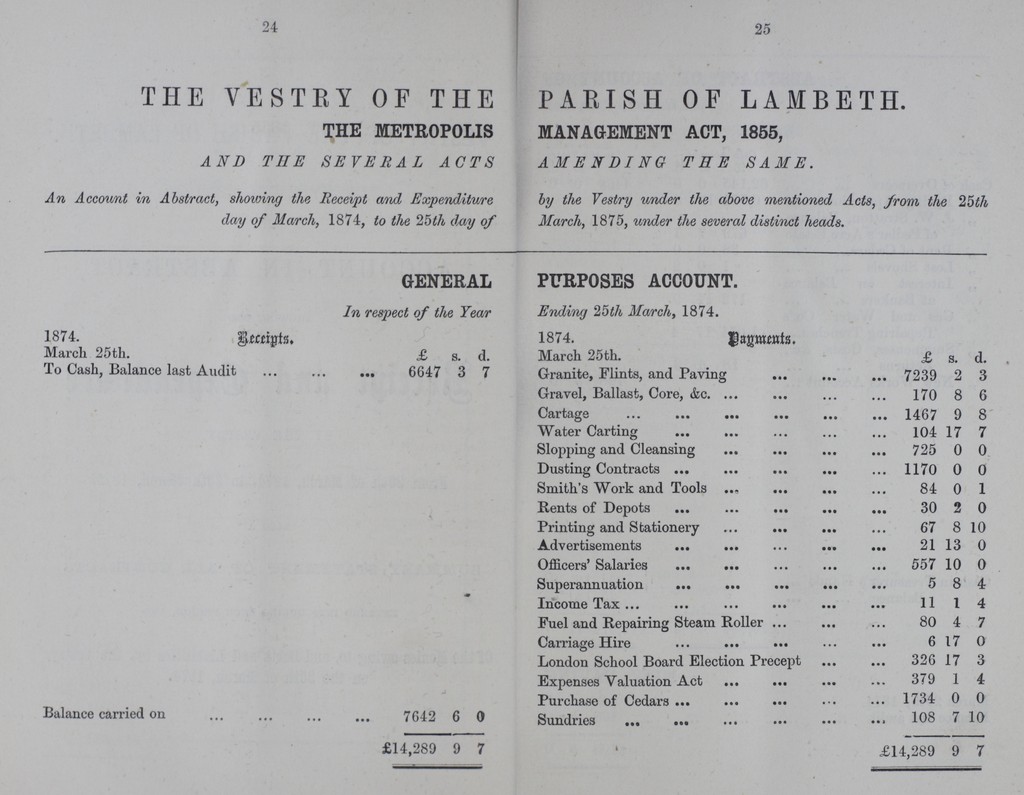 24
THE VESTRY OF THE
THE METROPOLIS
AND THE SEVERAL ACTS
An Account in Abstract, showing the Receipt and Expenditure
day of March, 1874, to the 25th day of
GENERAL
In respect of the Year
1874. Receipts.
March 25th. £ s. d.
To Cash, Balance last Audit ... ... ... 6647 3 7
Balance carried on ... ... ... ... 7642 6 0
£14,289 9 7
25
PARISH OF LAMBETH.
MANAGEMENT ACT, 1855,
AMENDING THE SAME.
by the Vestry under the above mentioned Acts, from the 25th
March, 1875, under the several distinct heads.
PURPOSES ACCOUNT.
Ending 25th March, 1874.
1874. Payments.
March 25th. £ s. d.
Granite, Flints, and Paving ... ... ... 7239 2 3
Gravel, Ballast, Core, &c. ... ... ... ... 170 8 6
Cartage ... ... ... ... ... ... 1467 9 8
Water Carting ... ... ... ... ... 104 17 7
Slopping and Cleansing ... ... ... ... 725 0 0
Dusting Contracts ... ... ... ... ... 1170 0 0
Smith's Work and Tools ... ... ... ... 84 0 1
Rents of Depots ... ... ... ... ... 30 2 0
Printing and Stationery ... ... ... ... 67 8 10
Advertisements ... ... ... ... ... 21 13 0
Officers' Salaries ... ... ... ... ... 557 10 0
Superannuation ... ... ... ... ... 5 8 4
Income Tax ... ... ... ... ... ... 11 1 4
Fuel and Repairing Steam Roller ... ... ... 80 4 7
Carriage Hire ... ... ... ... ... 6 17 0
London School Board Election Precept ... ... 326 17 3
Expenses Valuation Act ... ... ... ... 379 1 4
Purchase of Cedars ... ... ... ... ... 1734 0 0
Sundries ... ... ... ... ... ... 108 7 10
£14,289 9 7